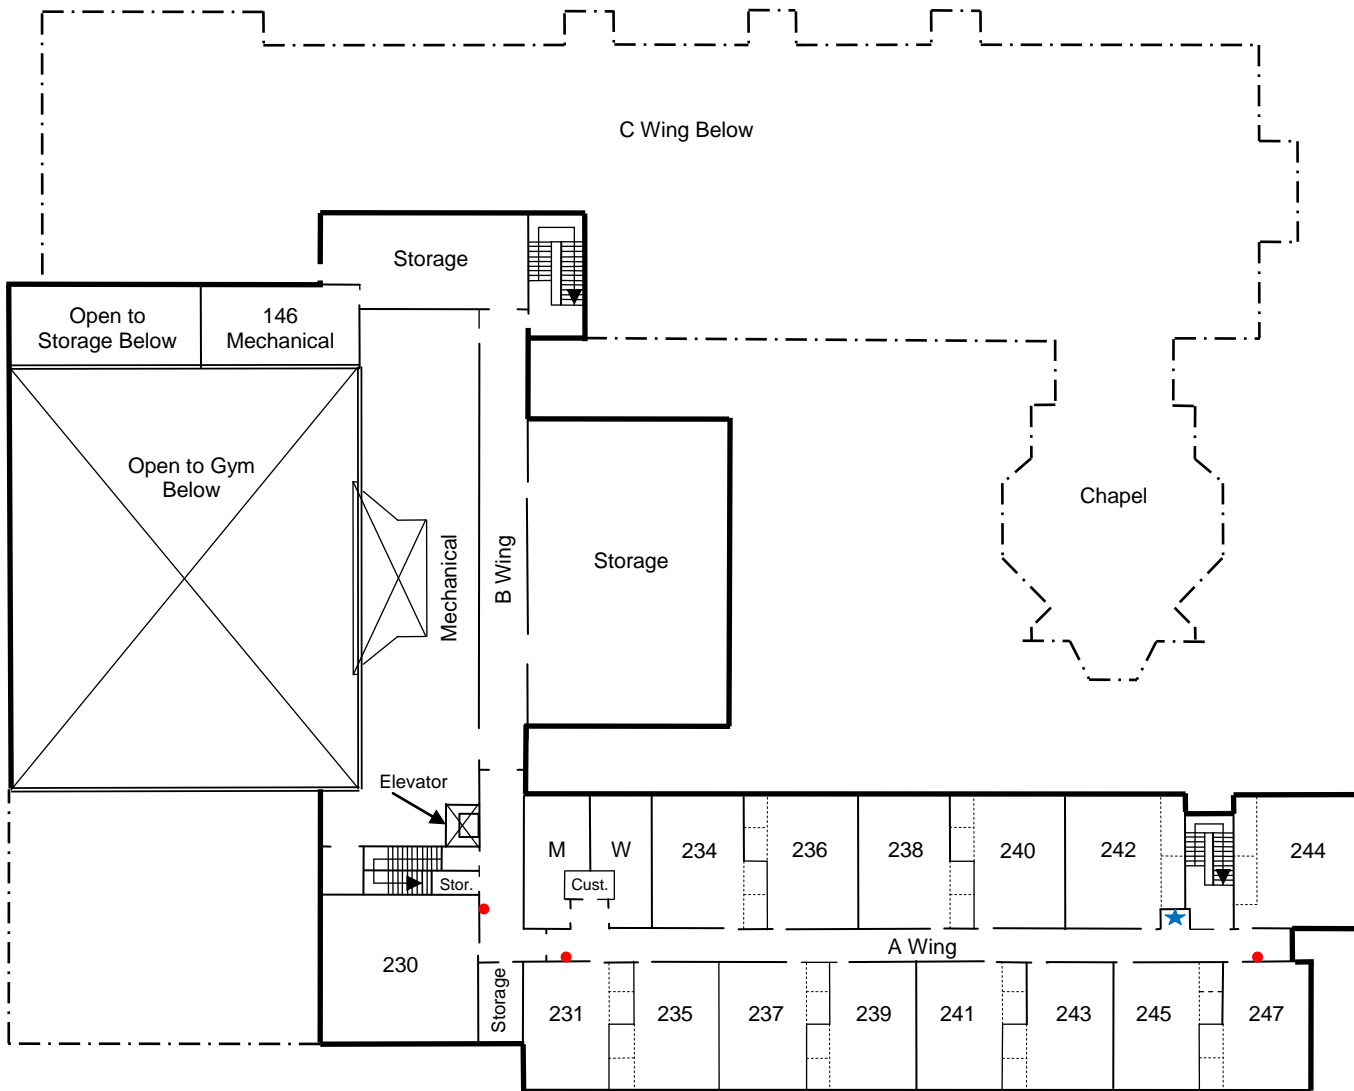 C Wing Below
Storage
Open to
Storage Below
146
Mechanical
Open to Gym
Below
Mechanical
B Wing
Storage
Chapel
Elevator
M
W
234
236
238
240
242
244
Stor.
Cust.
A Wing
230
Storage
231
235
237
239
241
243
245
247